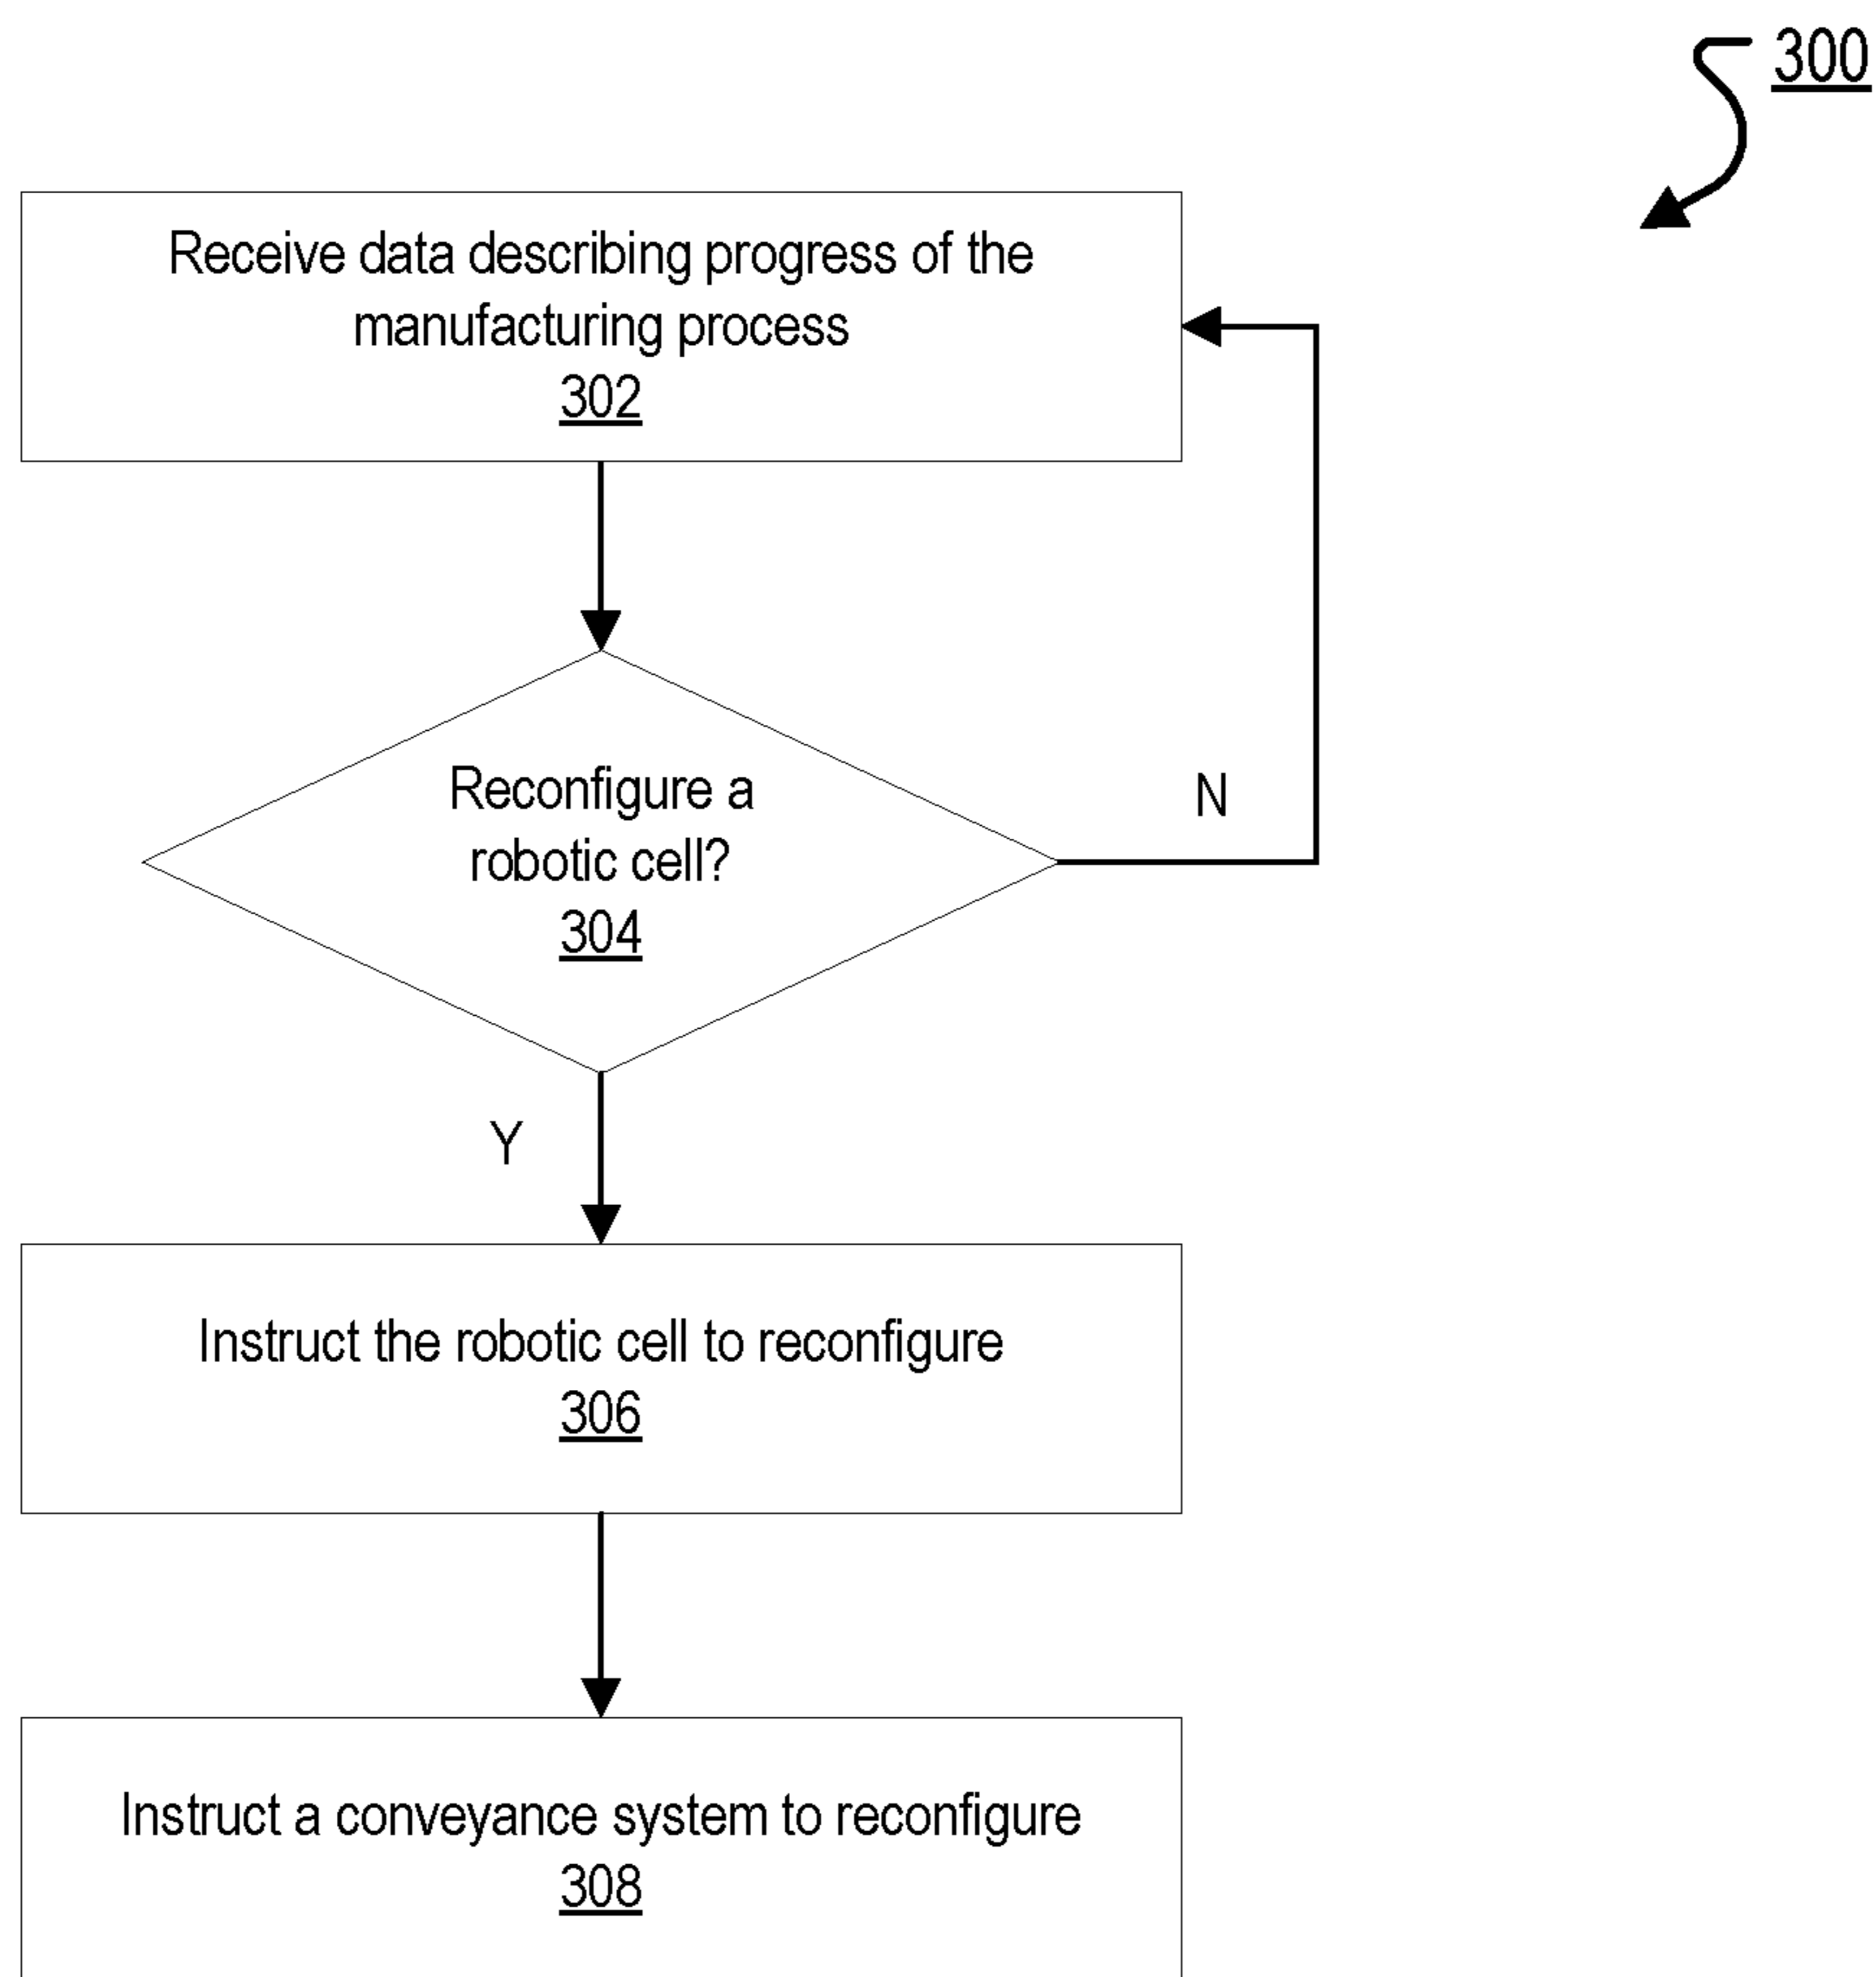 300
Receive data describing progress of the
manufacturing process
302
Reconfigure a
robotic cell?
304
N
Y
Instruct the robotic cell to reconfigure
306
Instruct a conveyance system to reconfigure
308